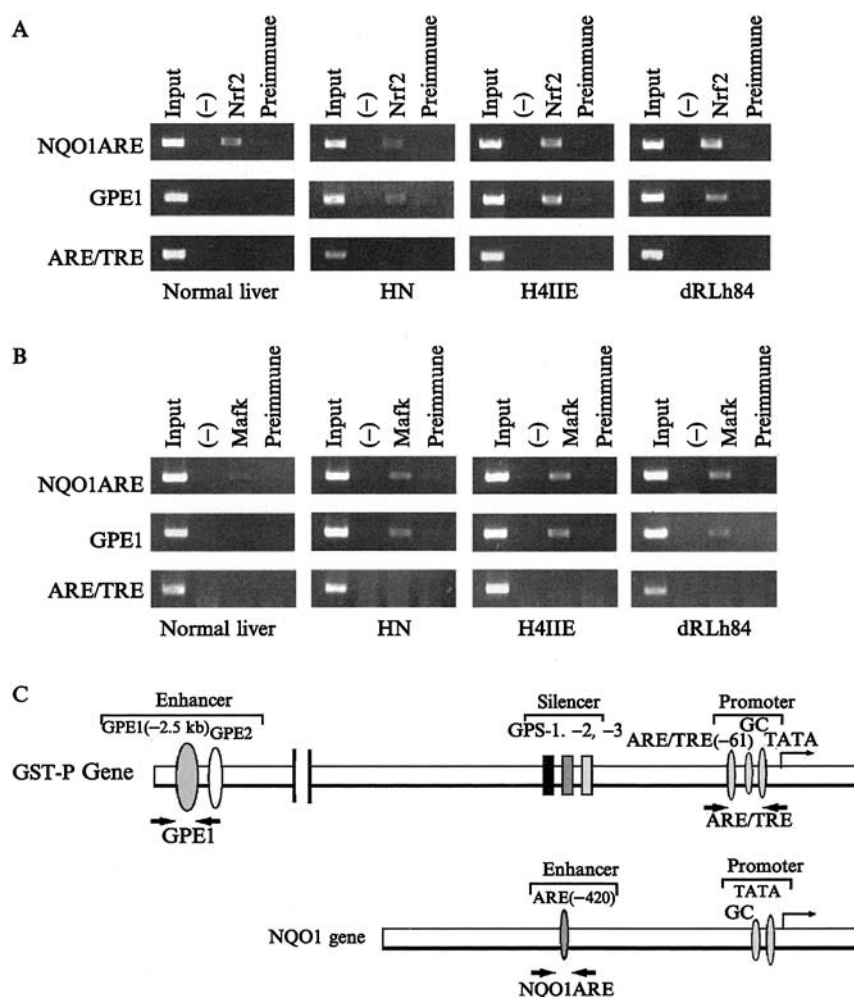 A
Input (–) Nrf2 Preimmune Input (–) Nrf2 Preimmune Input (–) Nrf2 Preimmune Input (–) Nrf2 Preimmune
NQO1ARE
GPE1
ARE/TRE
Normal liver HN H4IIE dRLh84
B
Input (–) Mafk Preimmune Input (–) Mafk Preimmune Input (–) Mafk Preimmune Input (–) Mafk Preimmune
NQO1ARE
GPE1
ARE/TRE
Normal liver HN H4IIE dRLh84
C
Enhancer Silencer Promoter
GPE1(−2.5 kb) GPE2 GPS-1. -2, -3 GC
ARE/TRE(−61) TATA
GST-P Gene
GPE1 ARE/TRE
Enhancer Promoter
ARE(−420) TATA
GC
NQO1 gene
NQO1ARE